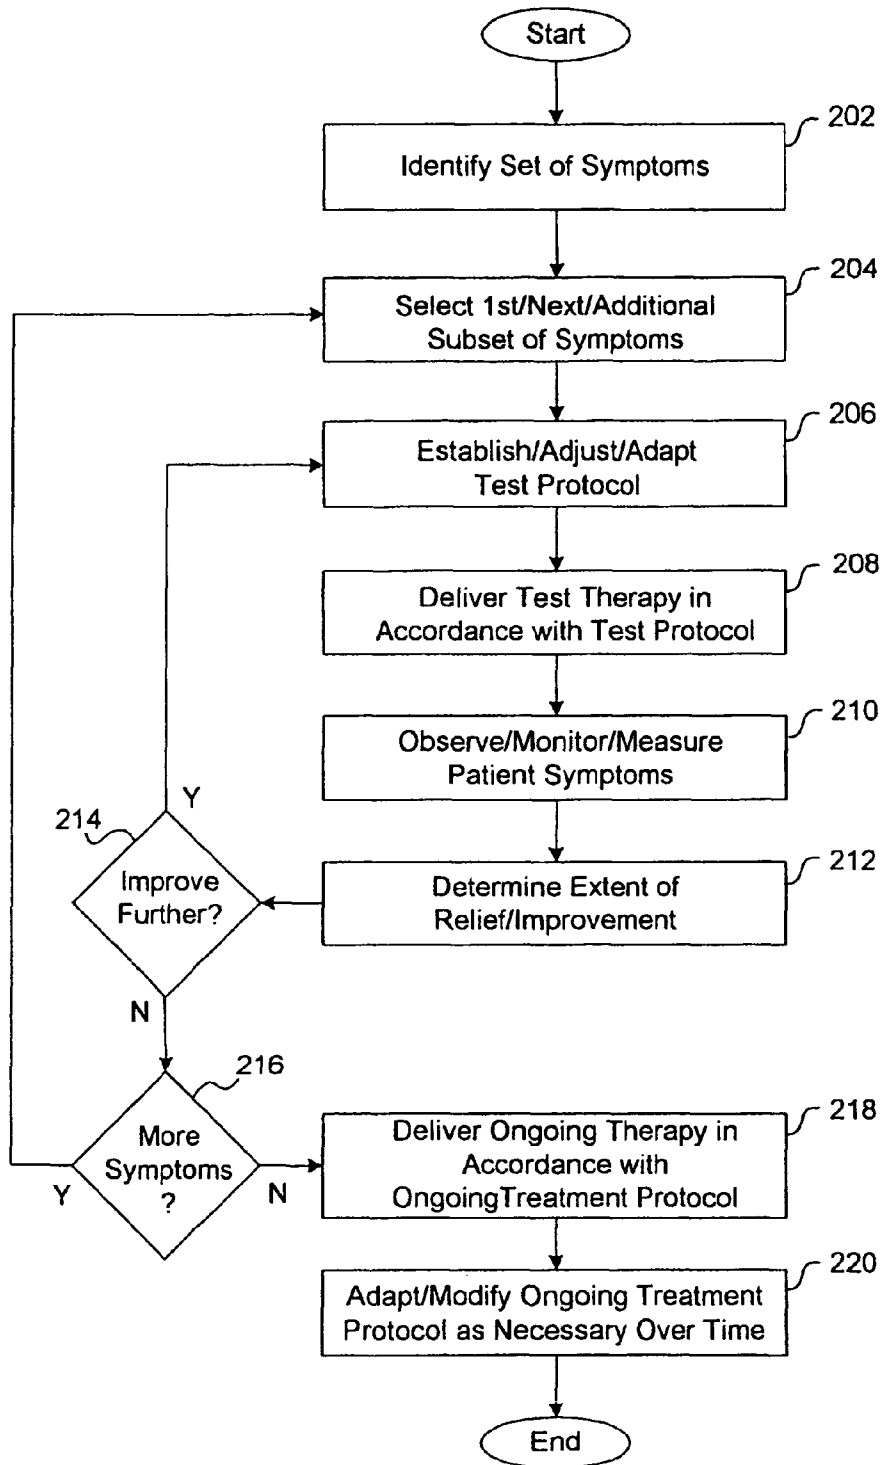 Start
202
Identify Set of Symptoms
204
Select 1st/Next/Additional
Subset of Symptoms
206
Establish/Adjust/Adapt
Test Protocol
208
Deliver Test Therapy in
Accordance with Test Protocol
210
Observe/Monitor/Measure
Patient Symptoms
Y
214
Improve
Further?
212
Determine Extent of
Relief/Improvement
N
216
More
Symptoms
?
Y
N
218
Deliver Ongoing Therapy in
Accordance with
OngoingTreatment Protocol
220
Adapt/Modify Ongoing Treatment
Protocol as Necessary Over Time
End